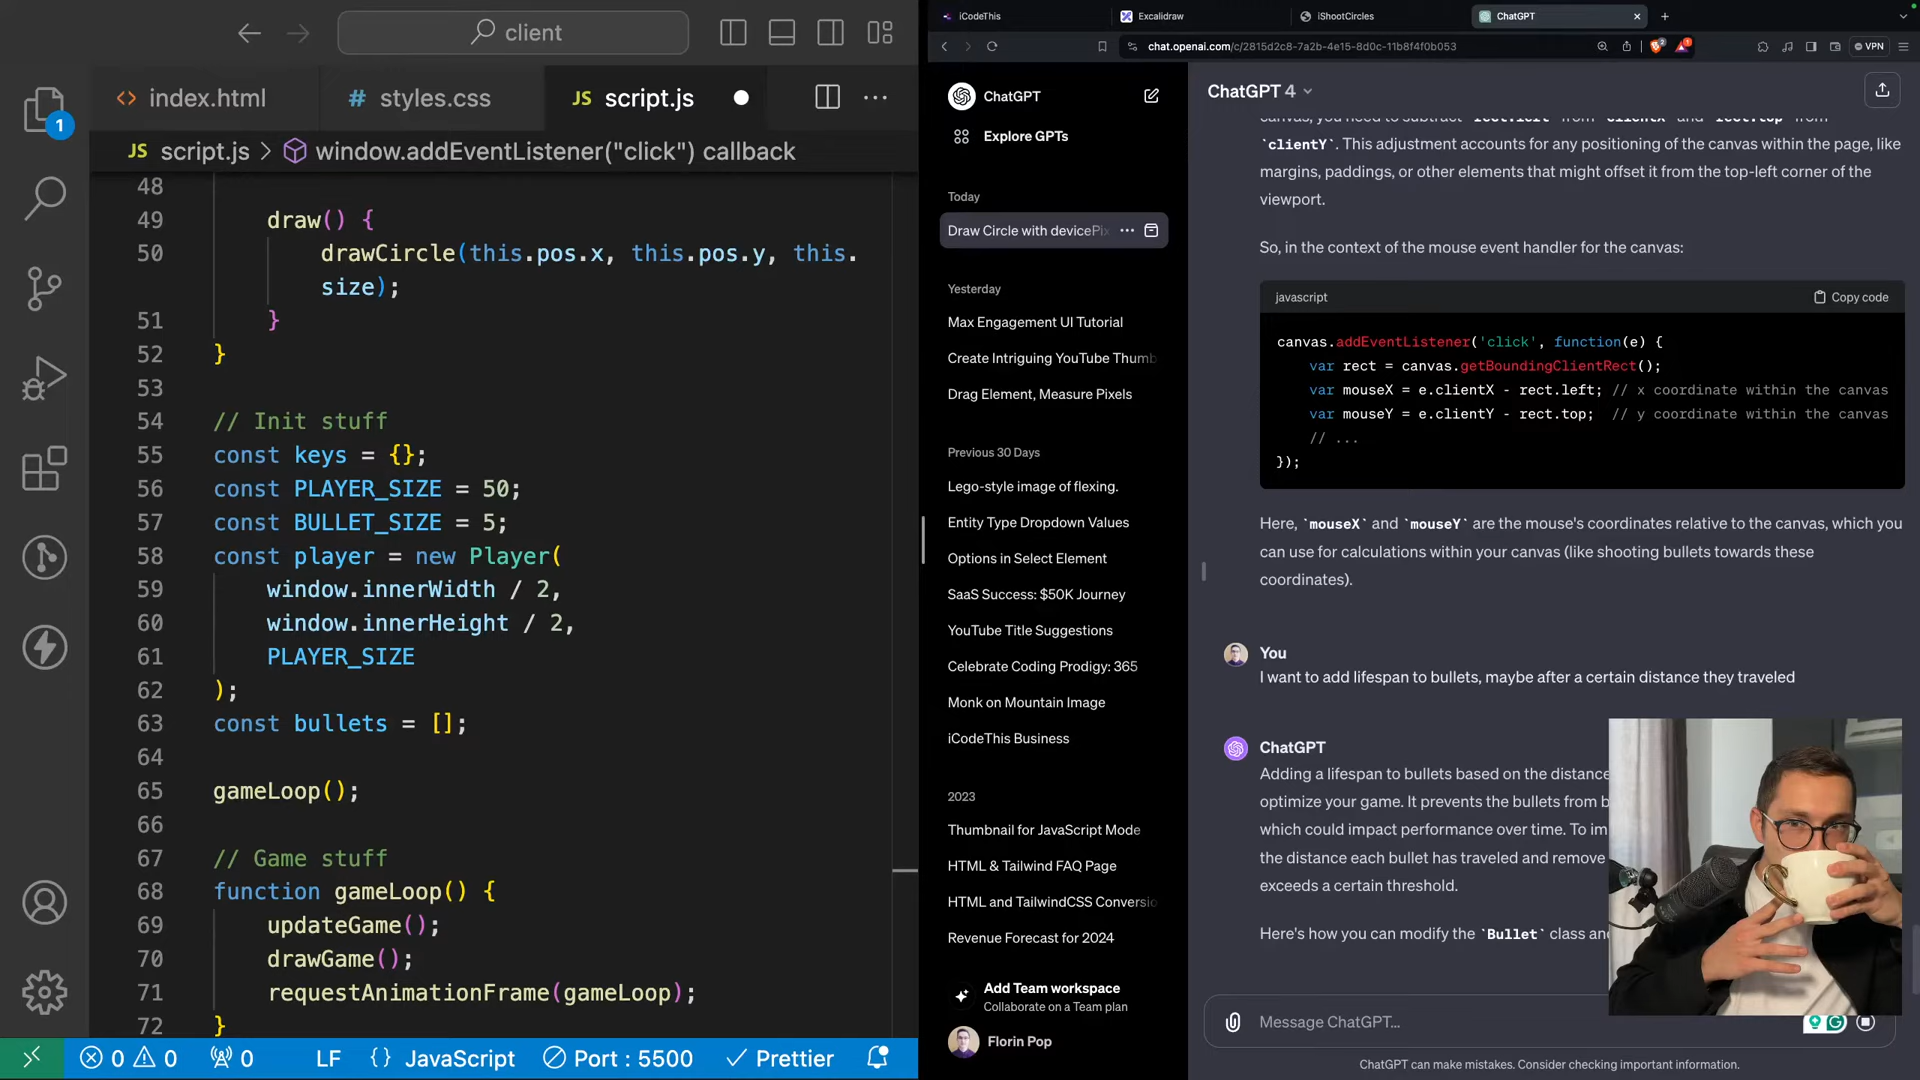 client
index.html
# styles.css
JS script.js
JS script.js > window.addEventListener("click") callback
1
48
49 draw() {
50 drawCircle(this.pos.x, this.pos.y, this.
size);
51 }
52 }
53
54 // Init stuff
55 const keys = {};
56 const PLAYER_SIZE = 50;
57 const BULLET_SIZE = 5;
58 const player = new Player(
59 window.innerWidth / 2,
60 window.innerHeight / 2,
61 PLAYER_SIZE
62 );
63 const bullets = [];
64
65 gameLoop();
66
67 // Game stuff
68 function gameLoop() {
69 updateGame();
70 drawGame();
71 requestAnimationFrame(gameLoop);
72 }
0 0 0 LF {} JavaScript Port : 5500 Prettier
iCodeThis
Excalidraw
iShootCircles
ChatGPT
chat.openai.com/c/2815d2c8-7a2b-4e15-8d0c-11b8f4f0b053
VPN
ChatGPT
Explore GPTs
Today
Draw Circle with devicePix
Yesterday
Max Engagement UI Tutorial
Create Intriguing YouTube Thumb
Drag Element, Measure Pixels
Previous 30 Days
Lego-style image of flexing.
Entity Type Dropdown Values
Options in Select Element
SaaS Success: $50K Journey
YouTube Title Suggestions
Celebrate Coding Prodigy: 365
Monk on Mountain Image
iCodeThis Business
2023
Thumbnail for JavaScript Mode
HTML & Tailwind FAQ Page
HTML and TailwindCSS Conversio
Revenue Forecast for 2024
Add Team workspace
Collaborate on a Team plan
Florin Pop
ChatGPT 4
canvas, you need to subtract `rect.left` from `clientX` and `rect.top` from
`clientY`. This adjustment accounts for any positioning of the canvas within the page, like
margins, paddings, or other elements that might offset it from the top-left corner of the
viewport.
So, in the context of the mouse event handler for the canvas:
javascript
Copy code
canvas.addEventListener('click', function(e) {
var rect = canvas.getBoundingClientRect();
var mouseX = e.clientX - rect.left; // x coordinate within the canvas
var mouseY = e.clientY - rect.top; // y coordinate within the canvas
// ...
});
Here, `mouseX` and `mouseY` are the mouse's coordinates relative to the canvas, which you
can use for calculations within your canvas (like shooting bullets towards these
coordinates).
You
I want to add lifespan to bullets, maybe after a certain distance they traveled
ChatGPT
Adding a lifespan to bullets based on the distance
optimize your game. It prevents the bullets from b
which could impact performance over time. To im
the distance each bullet has traveled and remove
exceeds a certain threshold.
Here's how you can modify the `Bullet` class and
Message ChatGPT...
ChatGPT can make mistakes. Consider checking important information.